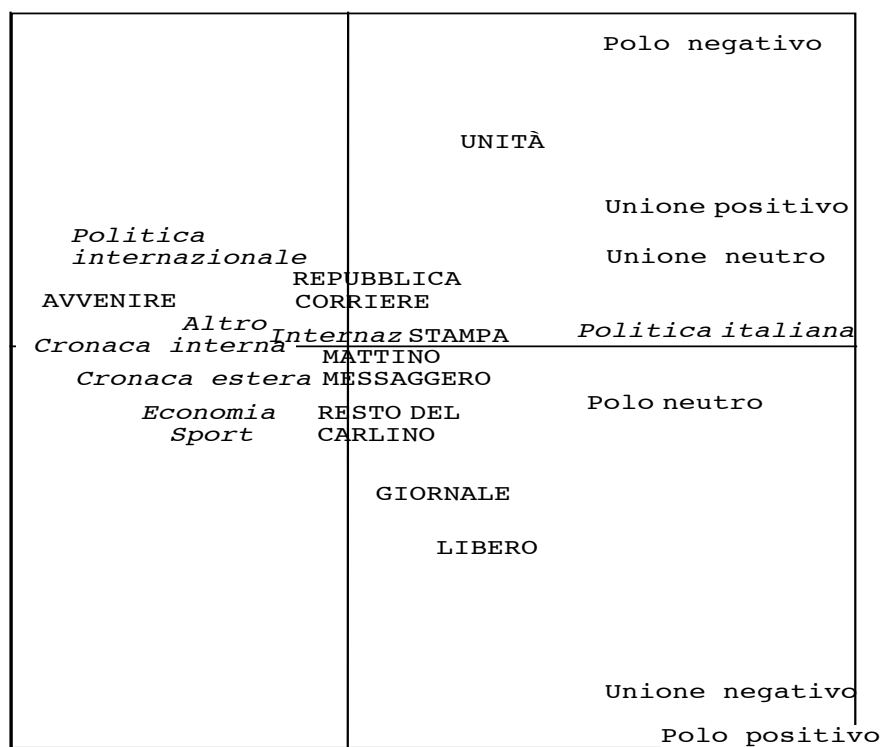 Polo negativo
UNITÀ
Unione positivo
Politica
internazionale
Unione neutro
REPUBBLICA
AVVENIRE
CORRIERE
Altro
Internaz
STAMPA
Politica italiana
Cronaca interna
MATTINO
Cronaca estera
MESSAGGERO
Polo neutro
Economia
RESTO DEL
Sport
CARLINO
GIORNALE
LIBERO
Unione negativo
Polo positivo